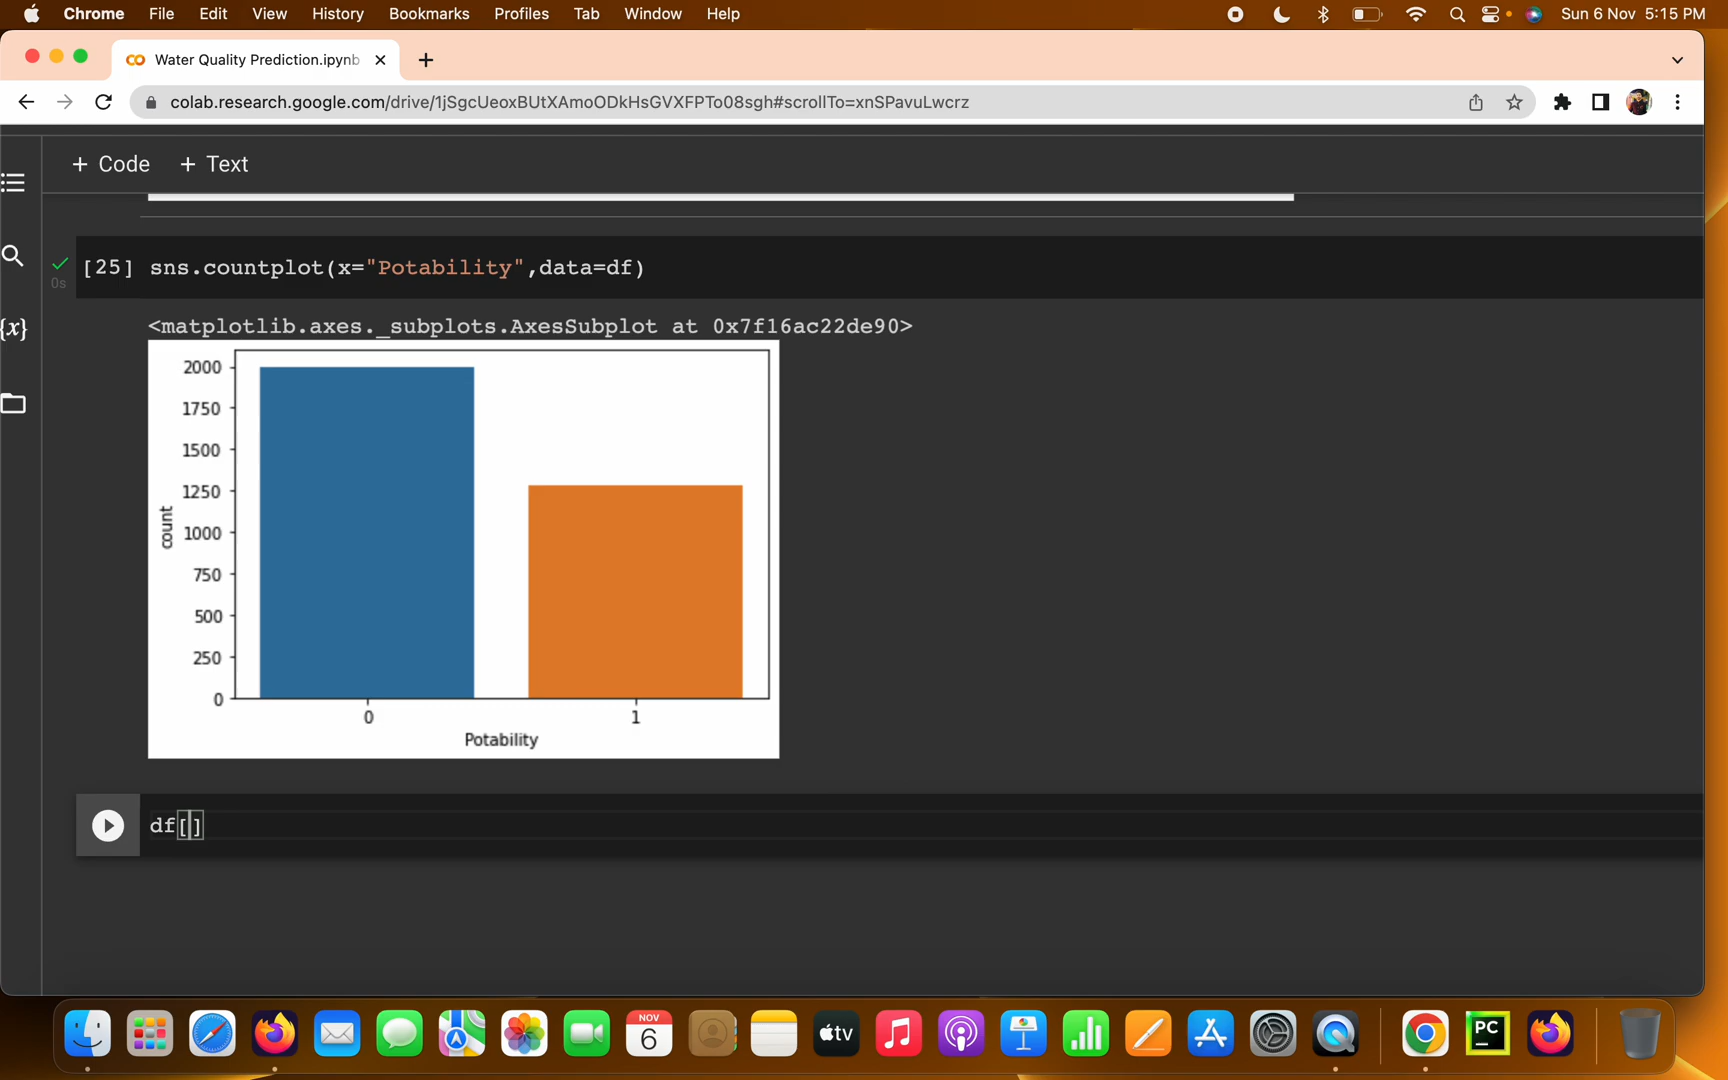 Chrome File Edit View History Bookmarks Profiles Tab Window Help Sun 6 Nov 5:15 PM
Water Quality Prediction.ipynb
colab.research.google.com/drive/1jSgcUeoxBUtXAmoODkHsGVXFPTo08sgh#scrollTo=xnSPavuLwcrz
+ Code + Text
[25] sns.countplot(x="Potability",data=df)
0s
{x}
<matplotlib.axes._subplots.AxesSubplot at 0x7f16ac22de90>
2000
1750
1500
1250
1000
750
500
250
0
count
0 1
Potability
df[]
NOV
6
tv
PC